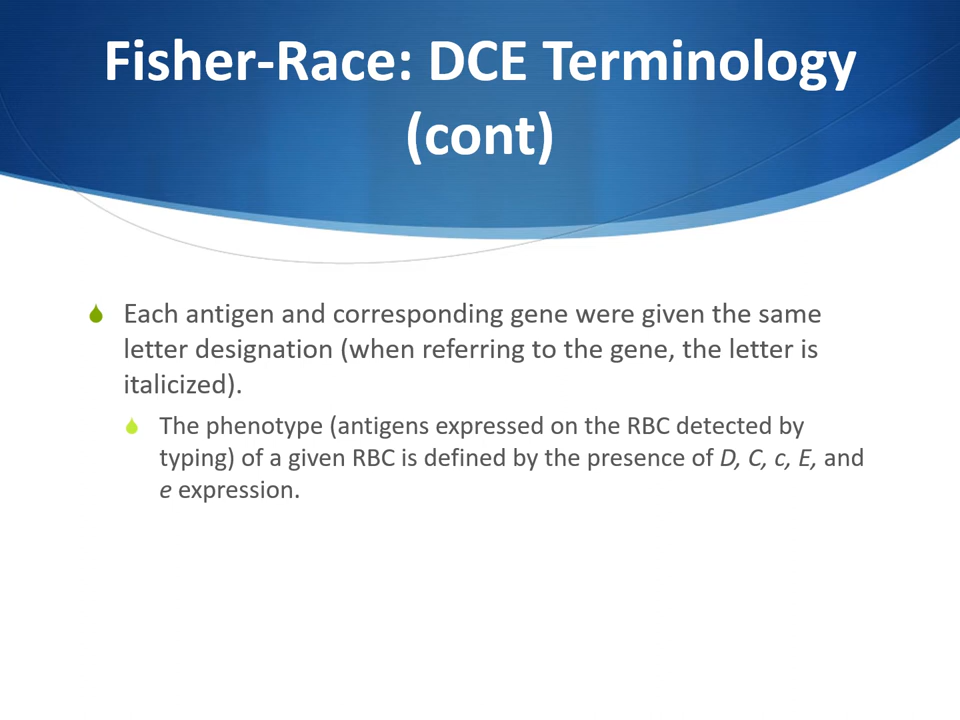 Fisher-Race: DCE Terminology
(cont)
Each antigen and corresponding gene were given the same
letter designation (when referring to the gene, the letter is
italicized).
The phenotype (antigens expressed on the RBC detected by
typing) of a given RBC is defined by the presence of D, C, c, E, and
e expression.